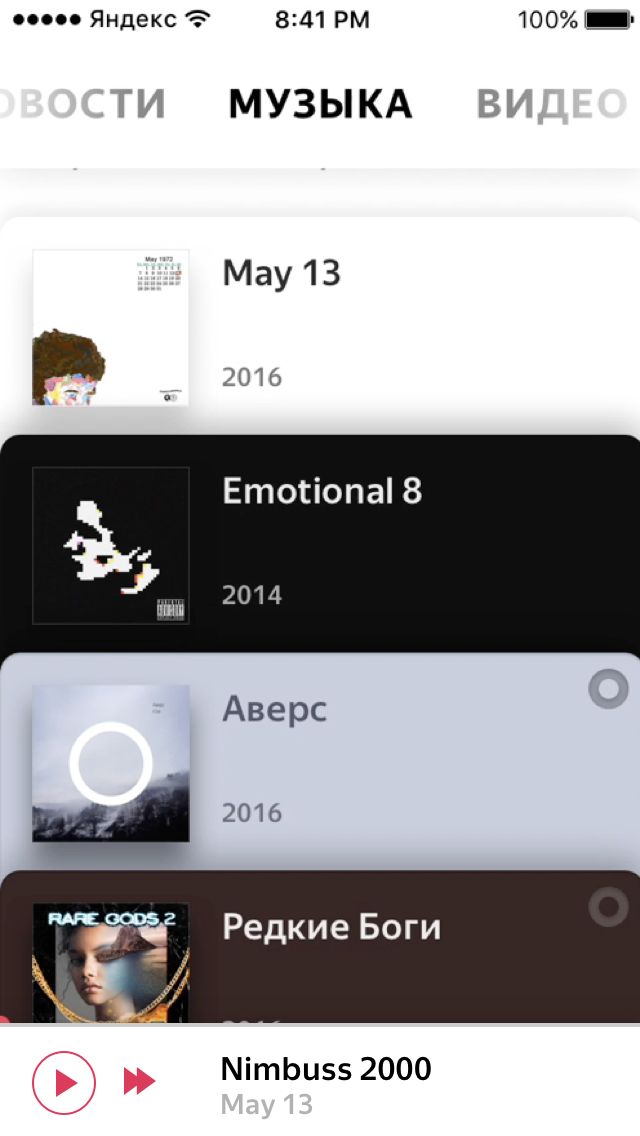 Яндекс 8:41 PM 100%
ОВОСТИ МУЗЫКА ВИДЕО
May 1972
May 13
2016
Emotional 8
2014
Аверс
2016
RARE GODS 2
Редкие Боги
2016
Nimbuss 2000
May 13